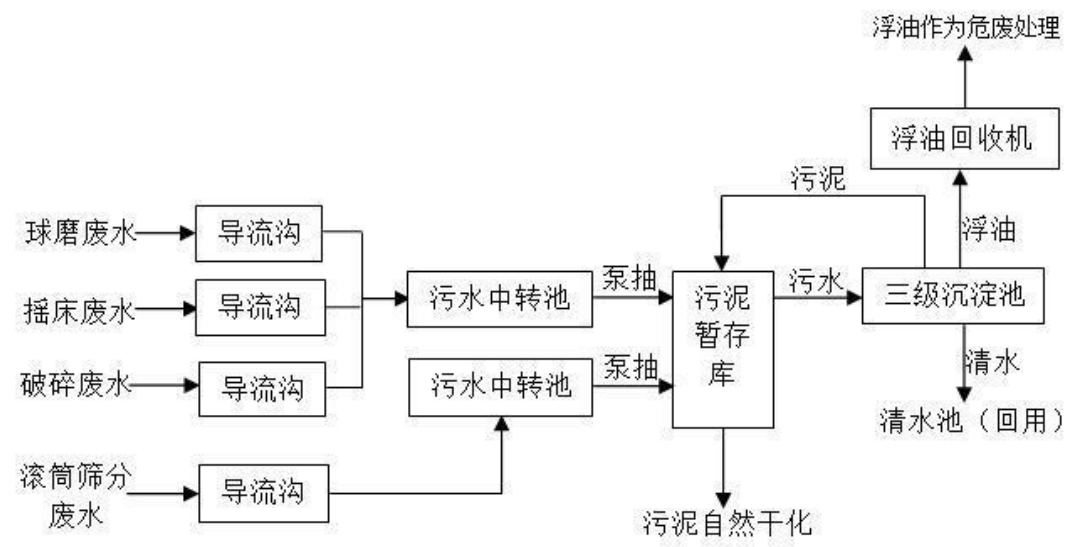 浮油作为危废处理
浮油回收机
污泥
浮油
球磨废水
导流沟
摇床废水
导流沟
破碎废水
导流沟
污水中转池
泵抽
污水中转池
泵抽
污泥
暂存
库
污水
三级沉淀池
清水
清水池（回用）
滚筒筛分
废水
导流沟
污泥自然干化